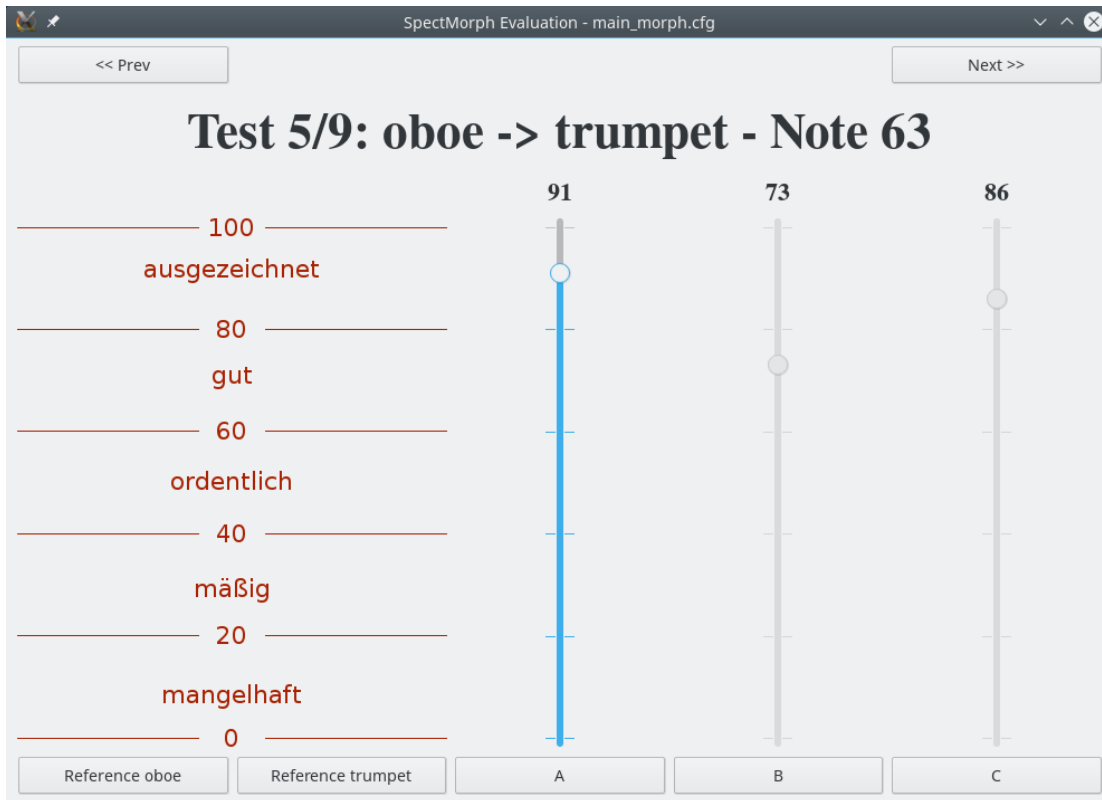 SpectMorph Evaluation - main_morph.cfg
<< Prev
Next >>
Test 5/9: oboe -> trumpet - Note 63
91 73 86
100
ausgezeichnet
80
gut
60
ordentlich
40
mäßig
20
mangelhaft
0
Reference oboe Reference trumpet A B C